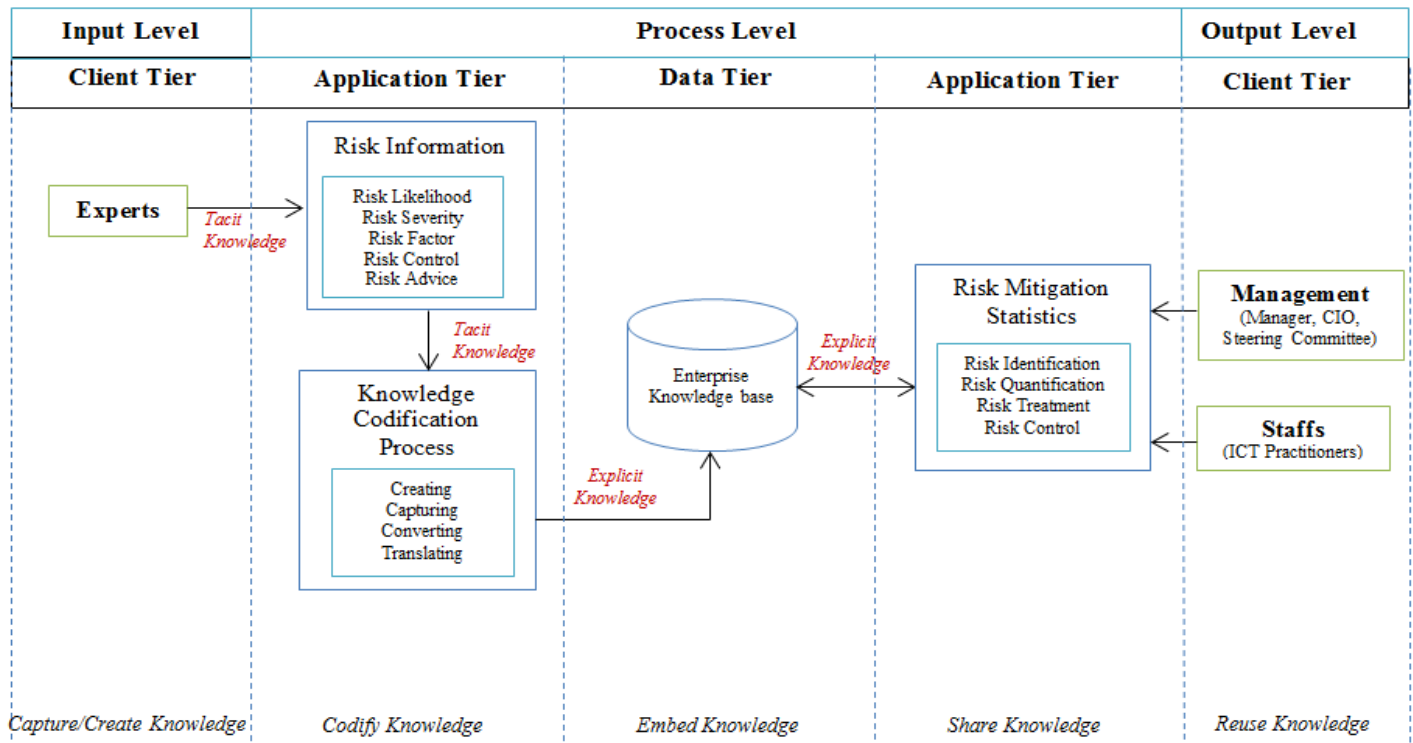 Input Level
Process Level
Output Level
Client Tier
Application Tier
Data Tier
Application Tier
Client Tier
Experts
Tacit
Knowledge
Risk Information
Risk Likelihood
Risk Severity
Risk Factor
Risk Control
Risk Advice
Tacit
Knowledge
Knowledge
Codification
Process
Creating
Capturing
Converting
Translating
Explicit
Knowledge
Enterprise
Knowledge base
Explicit
Knowledge
Risk Mitigation
Statistics
Risk Identification
Risk Quantification
Risk Treatment
Risk Control
Management
(Manager, CIO,
Steering Committee)
Staffs
(ICT Practitioners)
Capture/Create Knowledge
Codify Knowledge
Embed Knowledge
Share Knowledge
Reuse Knowledge